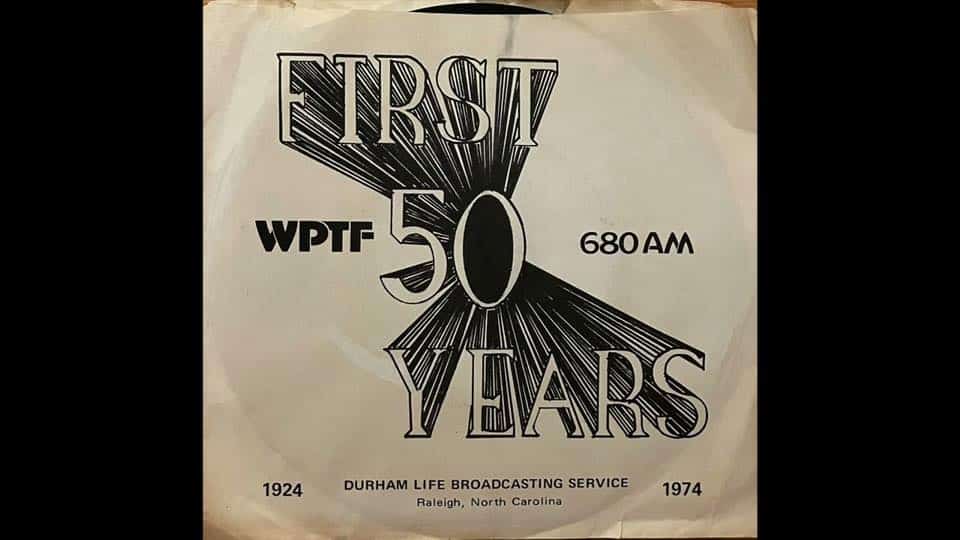 FIRST
WPTF 50 680 AM
YEARS
1924 DURHAM LIFE BROADCASTING SERVICE 1974
Raleigh, North Carolina